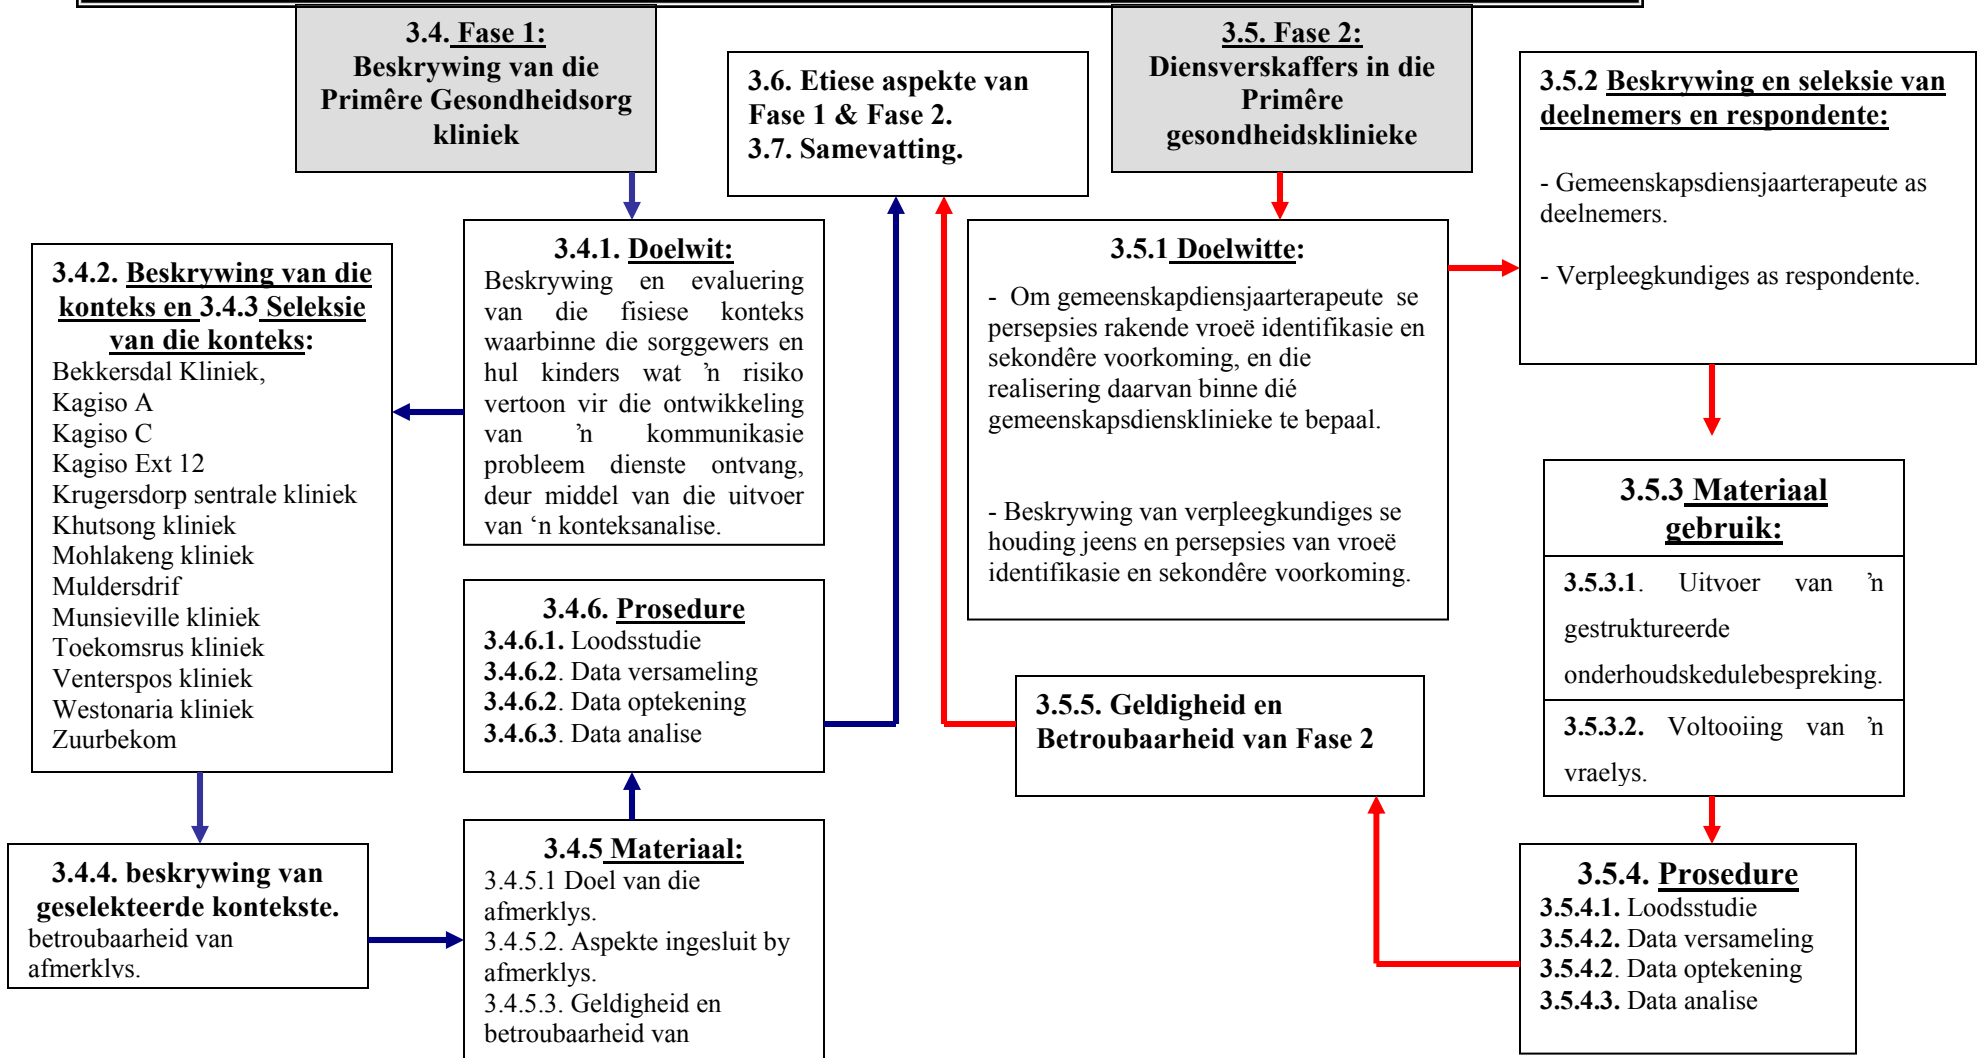 3.4. Fase 1:
Beskrywing van die
Primêre Gesondheidsorg
kliniek
3.4.1. Doelwit:
Beskrywing en evaluering
van die fisiese konteks
waarbinne die sorggewers en
hul kinders wat 'n risiko
vertoon vir die ontwikkeling
van 'n kommunikasie
probleem dienste ontvang,
deur middel van die uitvoer
van ‘n konteksanalise.
3.4.2. Beskrywing van die
konteks en 3.4.3 Seleksie
van die konteks:
Bekkersdal Kliniek,
Kagiso A
Kagiso C
Kagiso Ext 12
Krugersdorp sentrale kliniek
Khutsong kliniek
Mohlakeng kliniek
Muldersdrif
Munsieville kliniek
Toekomsrus kliniek
Venterspos kliniek
Westonaria kliniek
Zuurbekom
3.4.4. beskrywing van
geselekteerde kontekste.
betroubaarheid van
afmerklys.
3.4.5 Materiaal:
3.4.5.1 Doel van die
afmerklys.
3.4.5.2. Aspekte ingesluit by
afmerklys.
3.4.5.3. Geldigheid en
betroubaarheid van
3.4.6. Prosedure
3.4.6.1. Loodsstudie
3.4.6.2. Data versameling
3.4.6.2. Data optekening
3.4.6.3. Data analise
3.6. Etiese aspekte van
Fase 1 & Fase 2.
3.7. Samevatting.
3.5. Fase 2:
Diensverskaffers in die
Primêre
gesondheidsklinieke
3.5.1 Doelwitte:
- Om gemeenskapdiensjaarterapeute se
persepsies rakende vroeë identifikasie en
sekondêre voorkoming, en die
realisering daarvan binne dié
gemeenskapsdiensklinieke te bepaal.
- Beskrywing van verpleegkundiges se
houding jeens en persepsies van vroeë
identifikasie en sekondêre voorkoming.
3.5.2 Beskrywing en seleksie van
deelnemers en respondente:
- Gemeenskapsdiensjaarterapeute as
deelnemers.
- Verpleegkundiges as respondente.
3.5.3 Materiaal
gebruik:
3.5.3.1. Uitvoer van 'n
gestruktureerde
onderhoudskedulebespreking.
3.5.3.2. Voltooiing van 'n
vraelys.
3.5.4. Prosedure
3.5.4.1. Loodsstudie
3.5.4.2. Data versameling
3.5.4.2. Data optekening
3.5.4.3. Data analise
3.5.5. Geldigheid en
Betroubaarheid van Fase 2